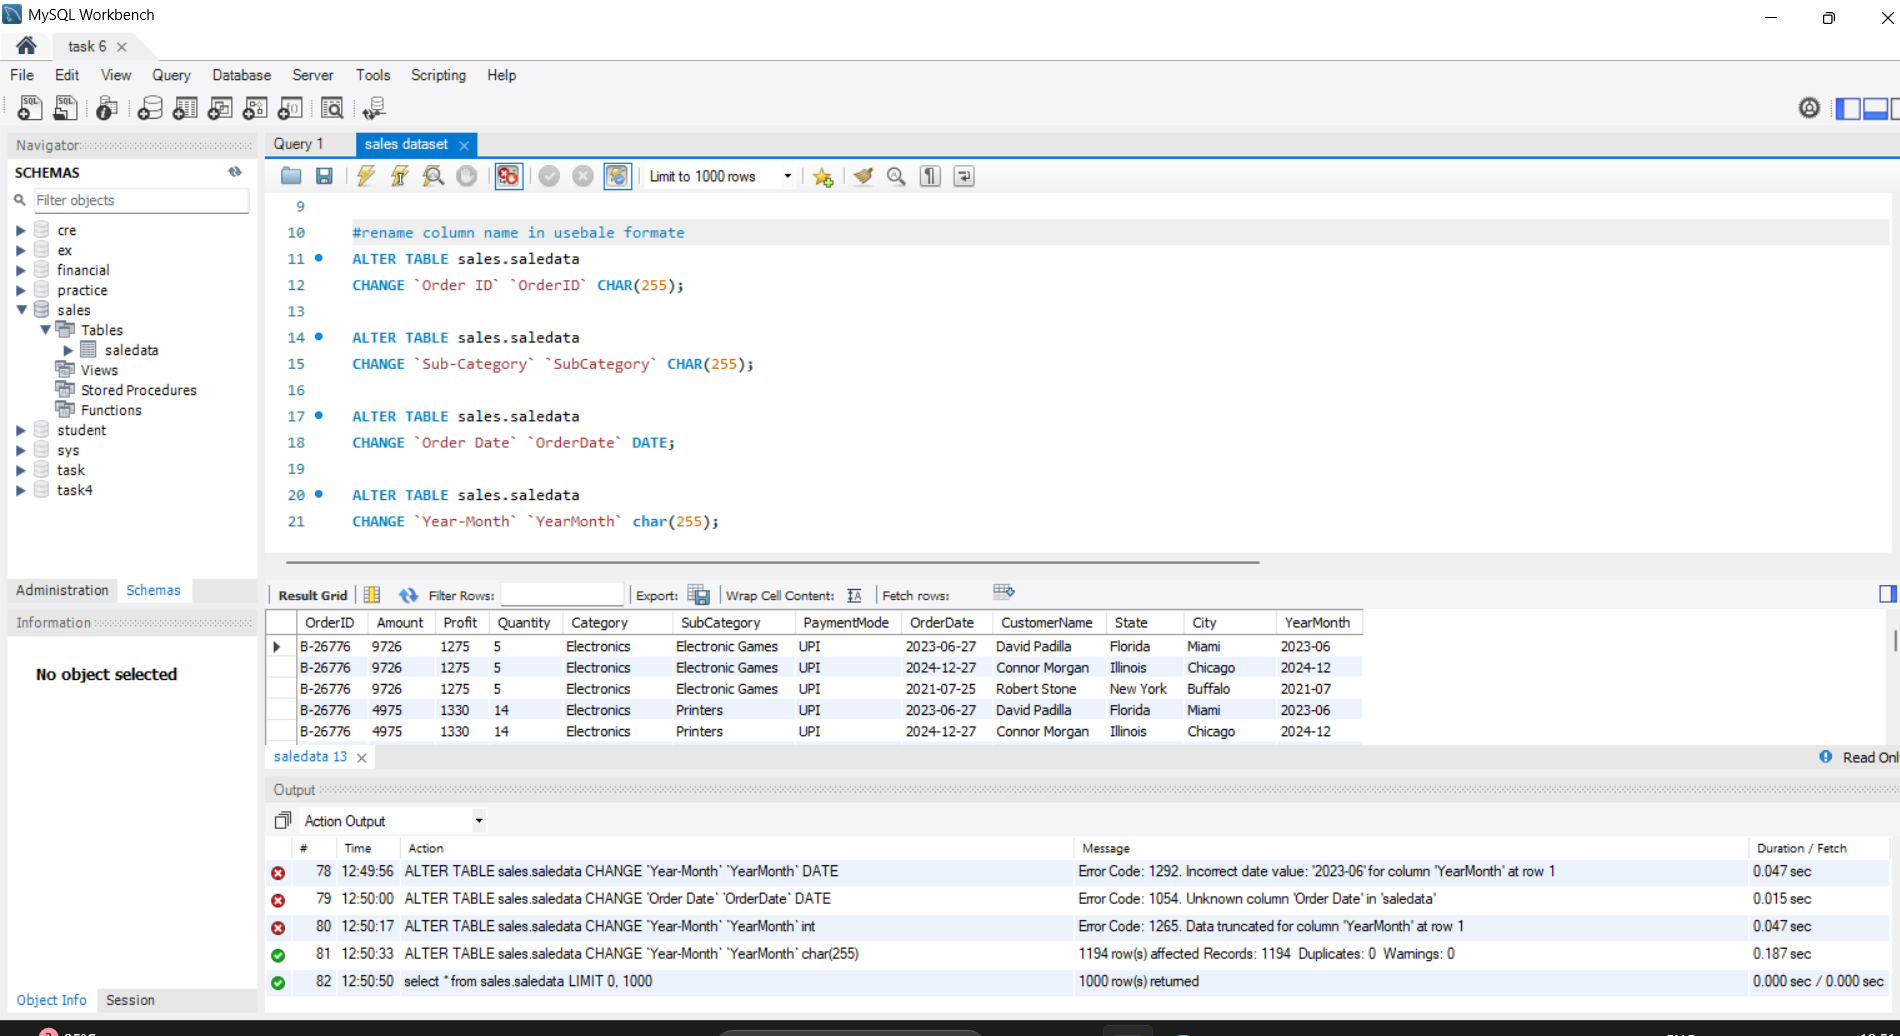 MySQL Workbench
task 6
File Edit View Query Database Server Tools Scripting Help
Navigator
SCHEMAS
Filter objects
cre
ex
financial
practice
sales
Tables
saledata
Views
Stored Procedures
Functions
student
sys
task
task4
Administration Schemas
Information
No object selected
Object Info Session
Query 1 sales dataset
Limit to 1000 rows
9
10 #rename column name in usebale formate
11 ALTER TABLE sales.saledata
12 CHANGE `Order ID` `OrderID` CHAR(255);
13
14 ALTER TABLE sales.saledata
15 CHANGE `Sub-Category` `SubCategory` CHAR(255);
16
17 ALTER TABLE sales.saledata
18 CHANGE `Order Date` `OrderDate` DATE;
19
20 ALTER TABLE sales.saledata
21 CHANGE `Year-Month` `YearMonth` char(255);
Result Grid Filter Rows: Export: Wrap Cell Content: Fetch rows:
OrderID Amount Profit Quantity Category SubCategory PaymentMode OrderDate CustomerName State City YearMonth
B-26776 9726 1275 5 Electronics Electronic Games UPI 2023-06-27 David Padilla Florida Miami 2023-06
B-26776 9726 1275 5 Electronics Electronic Games UPI 2024-12-27 Connor Morgan Illinois Chicago 2024-12
B-26776 9726 1275 5 Electronics Electronic Games UPI 2021-07-25 Robert Stone New York Buffalo 2021-07
B-26776 4975 1330 14 Electronics Printers UPI 2023-06-27 David Padilla Florida Miami 2023-06
B-26776 4975 1330 14 Electronics Printers UPI 2024-12-27 Connor Morgan Illinois Chicago 2024-12
saledata 13 Read Onl
Output
Action Output
# Time Action Message Duration / Fetch
78 12:49:56 ALTER TABLE sales.saledata CHANGE `Year-Month` `YearMonth` DATE Error Code: 1292. Incorrect date value: '2023-06' for column 'YearMonth' at row 1 0.047 sec
79 12:50:00 ALTER TABLE sales.saledata CHANGE `Order Date` `OrderDate` DATE Error Code: 1054. Unknown column 'Order Date' in 'saledata' 0.015 sec
80 12:50:17 ALTER TABLE sales.saledata CHANGE `Year-Month` `YearMonth` int Error Code: 1265. Data truncated for column 'YearMonth' at row 1 0.047 sec
81 12:50:33 ALTER TABLE sales.saledata CHANGE `Year-Month` `YearMonth` char(255) 1194 row(s) affected Records: 1194 Duplicates: 0 Warnings: 0 0.187 sec
82 12:50:50 select * from sales.saledata LIMIT 0, 1000 1000 row(s) returned 0.000 sec / 0.000 sec